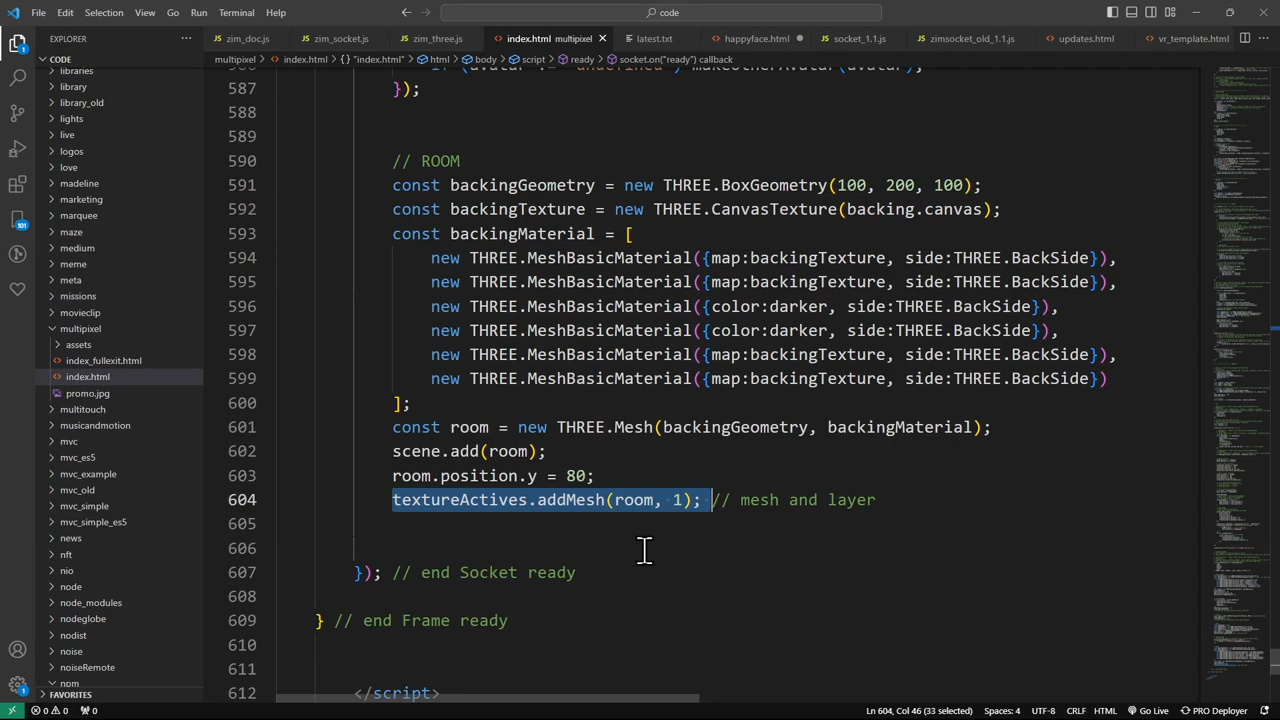 File Edit Selection View Go Run Terminal Help
code
EXPLORER
zim_doc.js zim_socket.js zim_three.js index.html multipixel latest.txt happyface.html socket_1.1.js zimsocket_old_1.1.js updates.html vr_template.html
multipixel > index.html > "index.html" > html > body > script > ready > socket.on("ready") callback
CODE
libraries
library
library_old
lights
live
logos
love
madeline
marketing
marquee
maze
medium
meme
meta
missions
movieclip
multipixel
assets
index_fullexit.html
index.html
promo.jpg
multitouch
musicandmotion
mvc
mvc_es5
mvc_example
mvc_old
mvc_simple
mvc_simple_es5
news
nft
nio
node
node_modules
nodeglobe
nodist
noise
noiseRemote
npm
FAVORITES
587 });
588
589
590 // ROOM
591 const backingGeometry = new THREE.BoxGeometry(100, 200, 100);
592 const backingTexture = new THREE.CanvasTexture(backing.canvas);
593 const backingMaterial = [
594 new THREE.MeshBasicMaterial({map:backingTexture, side:THREE.BackSide}),
595 new THREE.MeshBasicMaterial({map:backingTexture, side:THREE.BackSide}),
596 new THREE.MeshBasicMaterial({color:darker, side:THREE.BackSide}),
597 new THREE.MeshBasicMaterial({color:darker, side:THREE.BackSide}),
598 new THREE.MeshBasicMaterial({map:backingTexture, side:THREE.BackSide}),
599 new THREE.MeshBasicMaterial({map:backingTexture, side:THREE.BackSide})
600 ];
601 const room = new THREE.Mesh(backingGeometry, backingMaterial);
602 scene.add(room);
603 = 80;
604 textureActives.addMesh(room, 1); // mesh and layer
605
606
607 }); // end Socket ready
608
609 } // end Frame ready
610
611
612 </script>
101
1
1
0 0 0 Ln 604, Col 46 (33 selected) Spaces: 4 UTF-8 CRLF HTML Go Live PRO Deployer